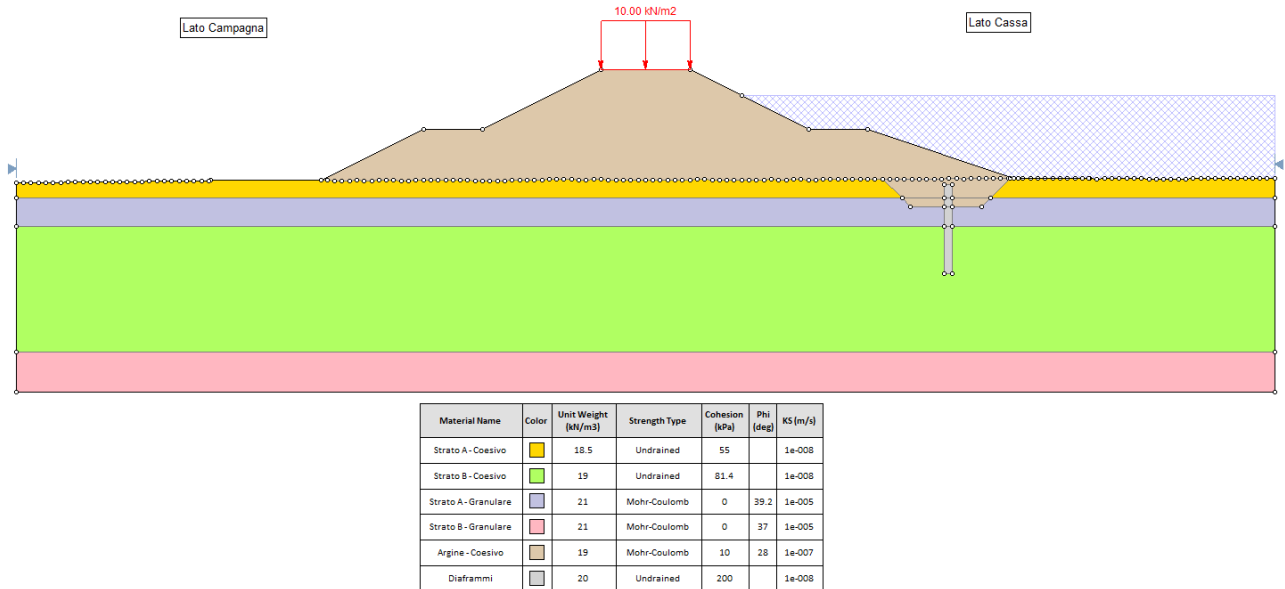 10.00 kN/m2
Lato Campagna
Lato Cassa
Material Name Color Unit Weight (kN/m3) Strength Type Cohesion (kPa) Phi (deg) KS (m/s)
Strato A - Coesivo 18.5 Undrained 55 1e-008
Strato B - Coesivo 19 Undrained 81.4 1e-008
Strato A - Granulare 21 Mohr-Coulomb 0 39.2 1e-005
Strato B - Granulare 21 Mohr-Coulomb 0 37 1e-005
Argine - Coesivo 19 Mohr-Coulomb 10 28 1e-007
Diaframmi 20 Undrained 200 1e-008